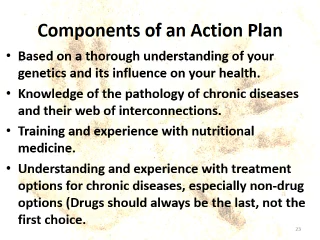 Components of an Action Plan
• Based on a thorough understanding of your
genetics and its influence on your health.
• Knowledge of the pathology of chronic diseases
and their web of interconnections.
• Training and experience with nutritional
medicine.
• Understanding and experience with treatment
options for chronic diseases, especially non-drug
options (Drugs should always be the last, not the
first choice.
23